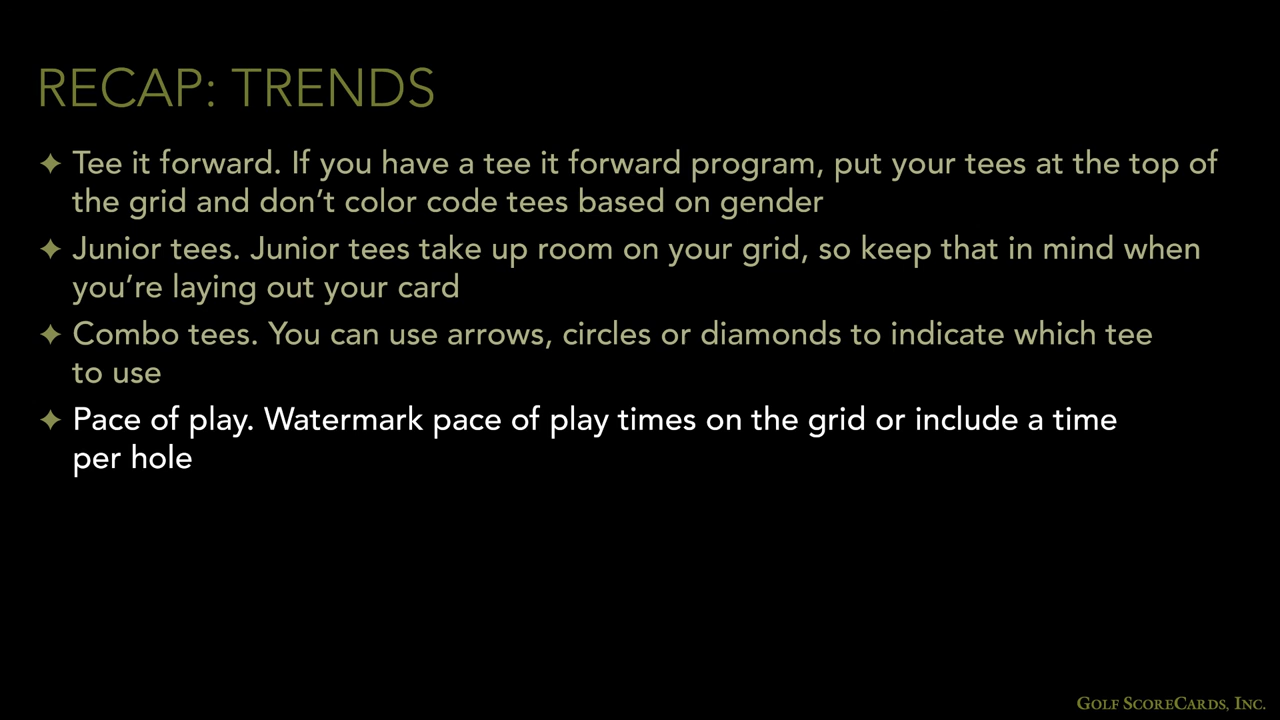 RECAP: TRENDS
✦ Tee it forward. If you have a tee it forward program, put your tees at the top of
the grid and don’t color code tees based on gender
✦ Junior tees. Junior tees take up room on your grid, so keep that in mind when
you’re laying out your card
✦ Combo tees. You can use arrows, circles or diamonds to indicate which tee
to use
✦ Pace of play. Watermark pace of play times on the grid or include a time
per hole
GOLF SCORECARDS, INC.